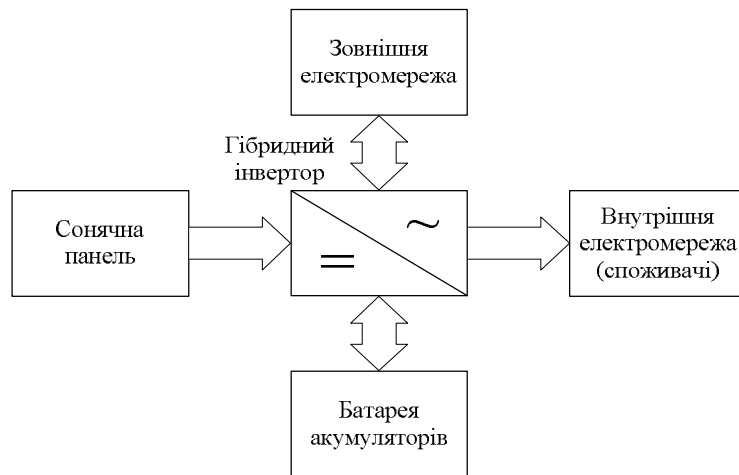 Зовнішня
електромережа
Гібридний
інвертор
Сонячна
панель
~
=
Внутрішня
електромережа
(споживачі)
Батарея
акумуляторів